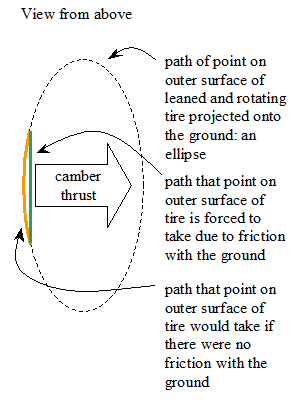 View from above
path of point on
outer surface of
leaned and rotating
tire projected onto
the ground: an
ellipse
camber
thrust
path that point on
outer surface of
tire is forced to
take due to friction
with the ground
path that point on
outer surface of
tire would take if
there were no
friction with the
ground